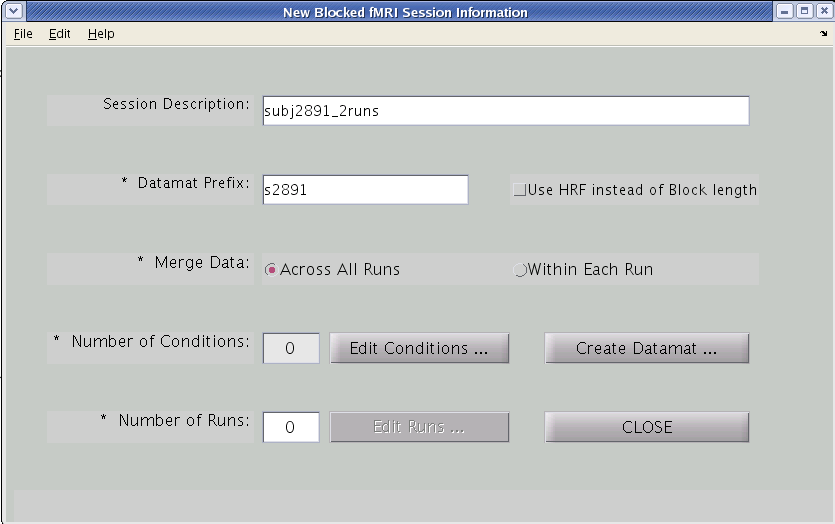 New Blocked fMRI Session Information
File Edit Help
Session Description: subj2891_2runs
* Datamat Prefix: s2891 Use HRF instead of Block length
* Merge Data: Across All Runs Within Each Run
* Number of Conditions: 0 Edit Conditions ... Create Datamat ...
* Number of Runs: 0 Edit Runs ... CLOSE